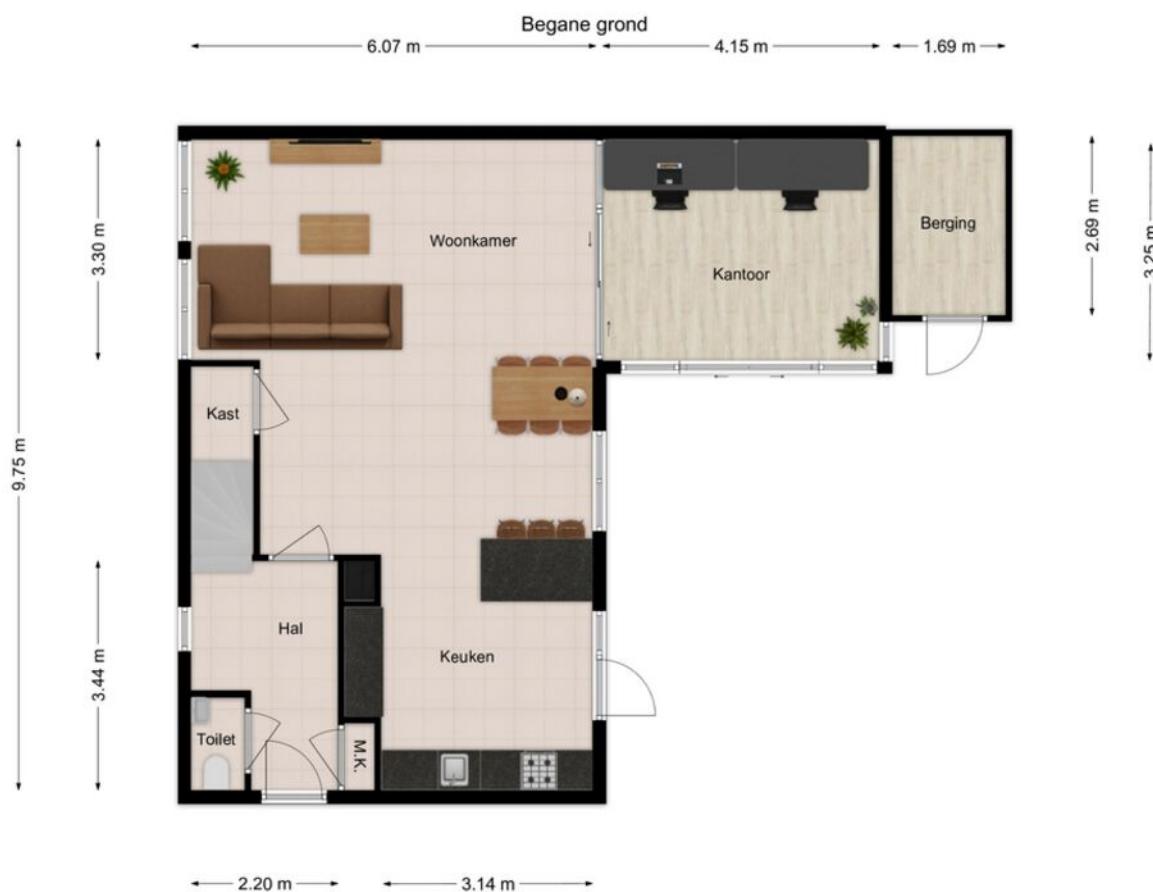 Begane grond
6.07 m
4.15 m
1.69 m
3.30 m
2.69 m
3.25 m
9.75 m
3.44 m
Woonkamer
Berging
Kantoor
Kast
Hal
Keuken
Toilet
M.K.
2.20 m
3.14 m